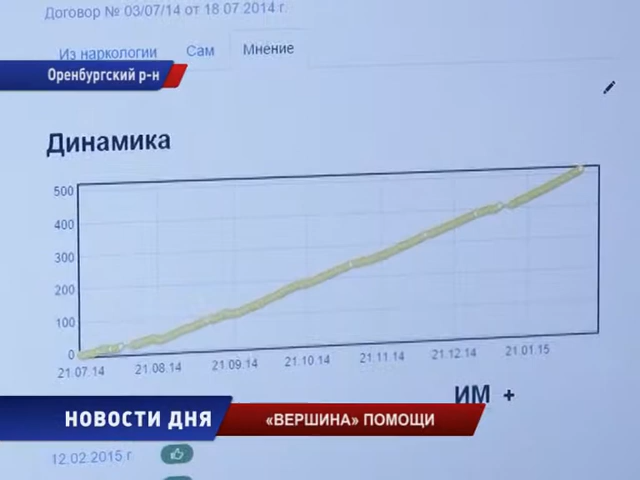 Договор № 03/07/14 от 18 07 2014 г.
Из наркологии Сам Мнение
Оренбургский р-н
Динамика
500
400
300
200
100
0
21.07.14 21.08.14 21.09.14 21.10.14 21.11.14 21.12.14 21.01.15
ИМ +
НОВОСТИ ДНЯ
«ВЕРШИНА» ПОМОЩИ
12.02.2015 г